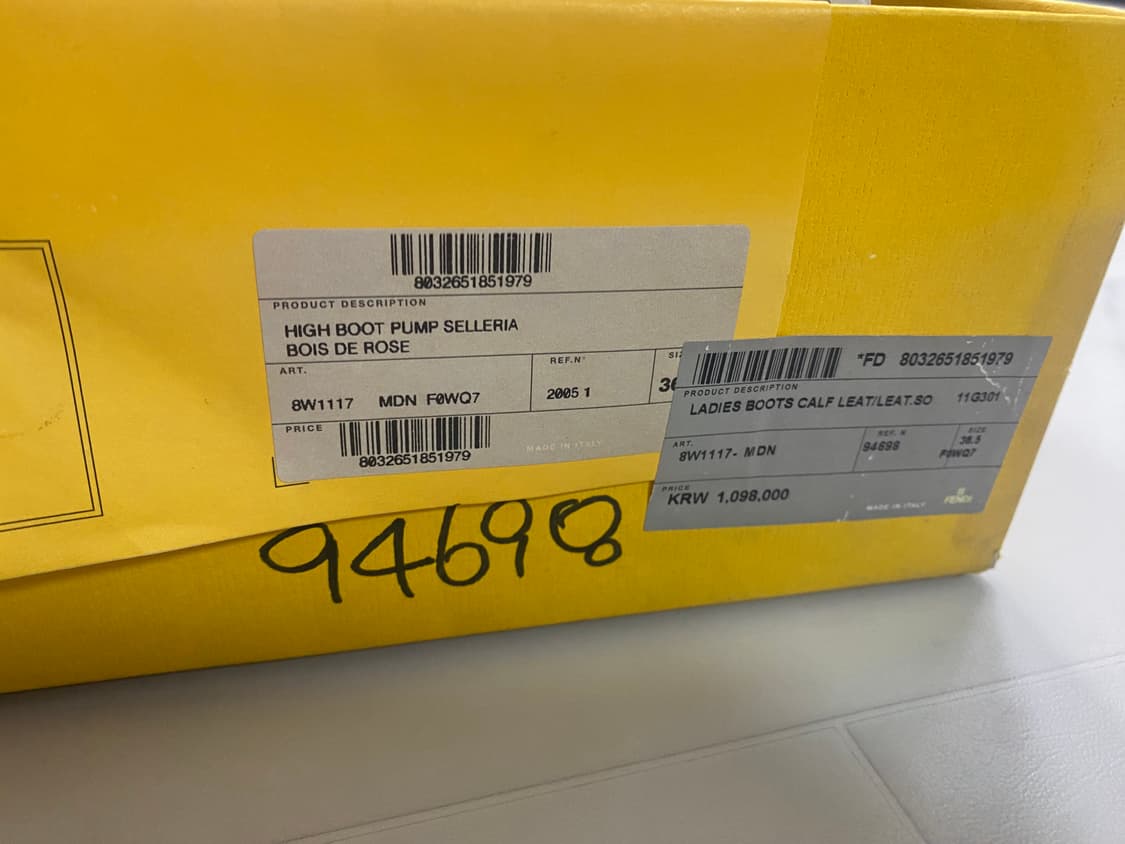 8032651851979
PRODUCT DESCRIPTION
HIGH BOOT PUMP SELLERIA
BOIS DE ROSE
ART.
8W1117 MDN F0WQ7
REF.N°
2005 1
SIZ
36
PRICE
8032651851979
MADE IN ITALY
*FD 8032651851979
PRODUCT DESCRIPTION
LADIES BOOTS CALF LEAT/LEAT.SO 11G301
ART.
8W1117- MDN
REF. N
94698
SIZE
36.5
F0WQ7
PRICE
KRW 1,098,000
MADE IN ITALY
FENDI
94698